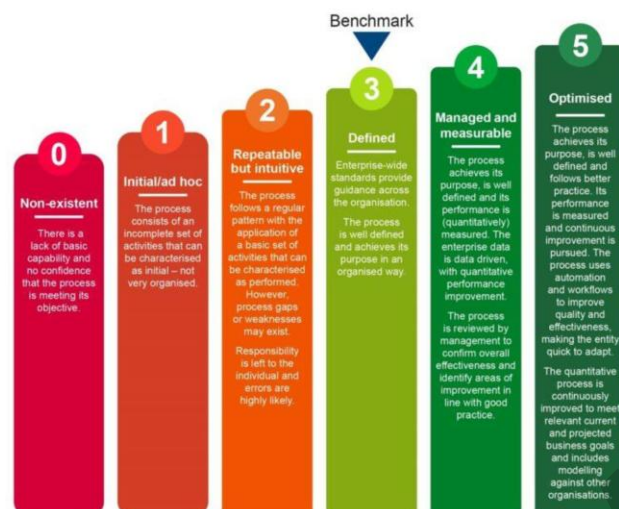 Benchmark
0
Non-existent
There is a
lack of basic
capability and
no confidence
that the process
is meeting its
objective.
1
Initial/ad hoc
The process
consists of an
incomplete set of
activities that can
be characterised
as initial – not
very organised.
2
Repeatable
but intuitive
The process
follows a regular
pattern with the
application of
a basic set of
activities that can
be characterised
as performed.
However,
process gaps
or weaknesses
may exist.
Responsibility
is left to the
individual and
errors are
highly likely.
3
Defined
Enterprise-wide
standards provide
guidance across
the organisation.
The process
is well defined
and achieves its
purpose in an
organised way.
4
Managed and
measurable
The process
achieves its
purpose, is well
defined and its
performance is
(quantitatively)
measured. The
enterprise data
is data driven,
with quantitative
performance
improvement.
The process
is reviewed by
management to
confirm overall
effectiveness and
identify areas of
improvement in
line with good
practice.
5
Optimised
The process
achieves its
purpose, is well
defined and
follows better
practice. Its
performance
is measured
and continuous
improvement is
pursued. The
process uses
automation
and workflows
to improve
quality and
effectiveness,
making the entity
quick to adapt.
The quantitative
process is
continuously
improved to meet
relevant current
and projected
business goals
and includes
modelling
against other
organisations.